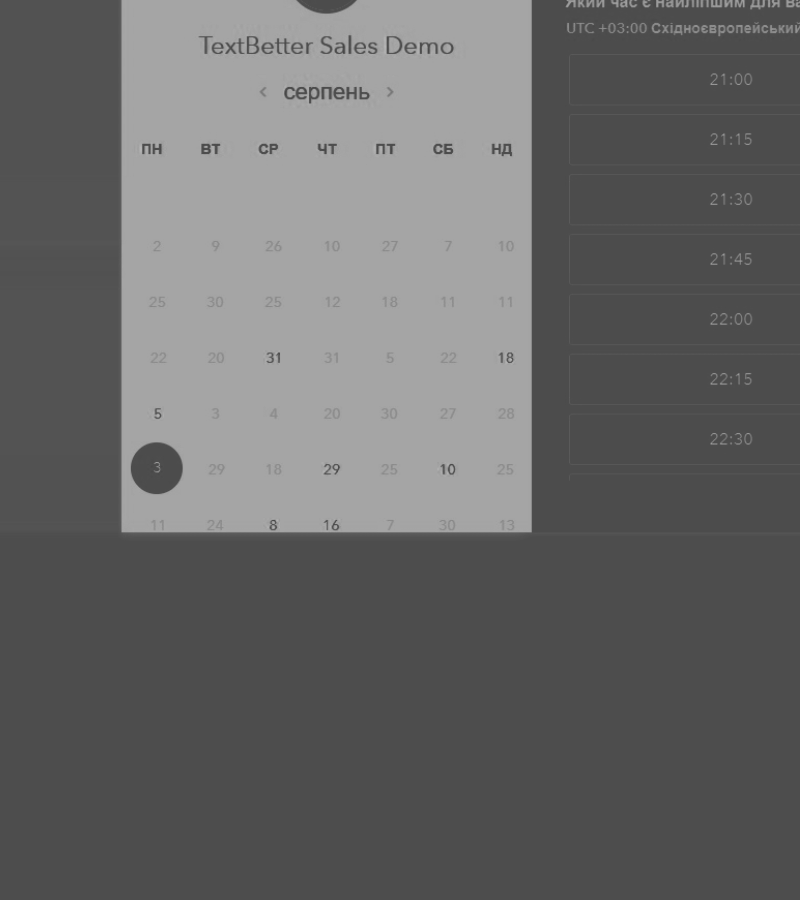 TextBetter Sales Demo
‹ серпень ›
ПН ВТ СР ЧТ ПТ СБ НД
2 9 26 10 27 7 10
25 30 25 12 18 11 11
22 20 31 31 5 22 18
5 3 4 20 30 27 28
3 29 18 29 25 10 25
11 24 8 16 7 30 13
Який час є найліпшим для
UTC +03:00 Східноєвропейський
21:00
21:15
21:30
21:45
22:00
22:15
22:30